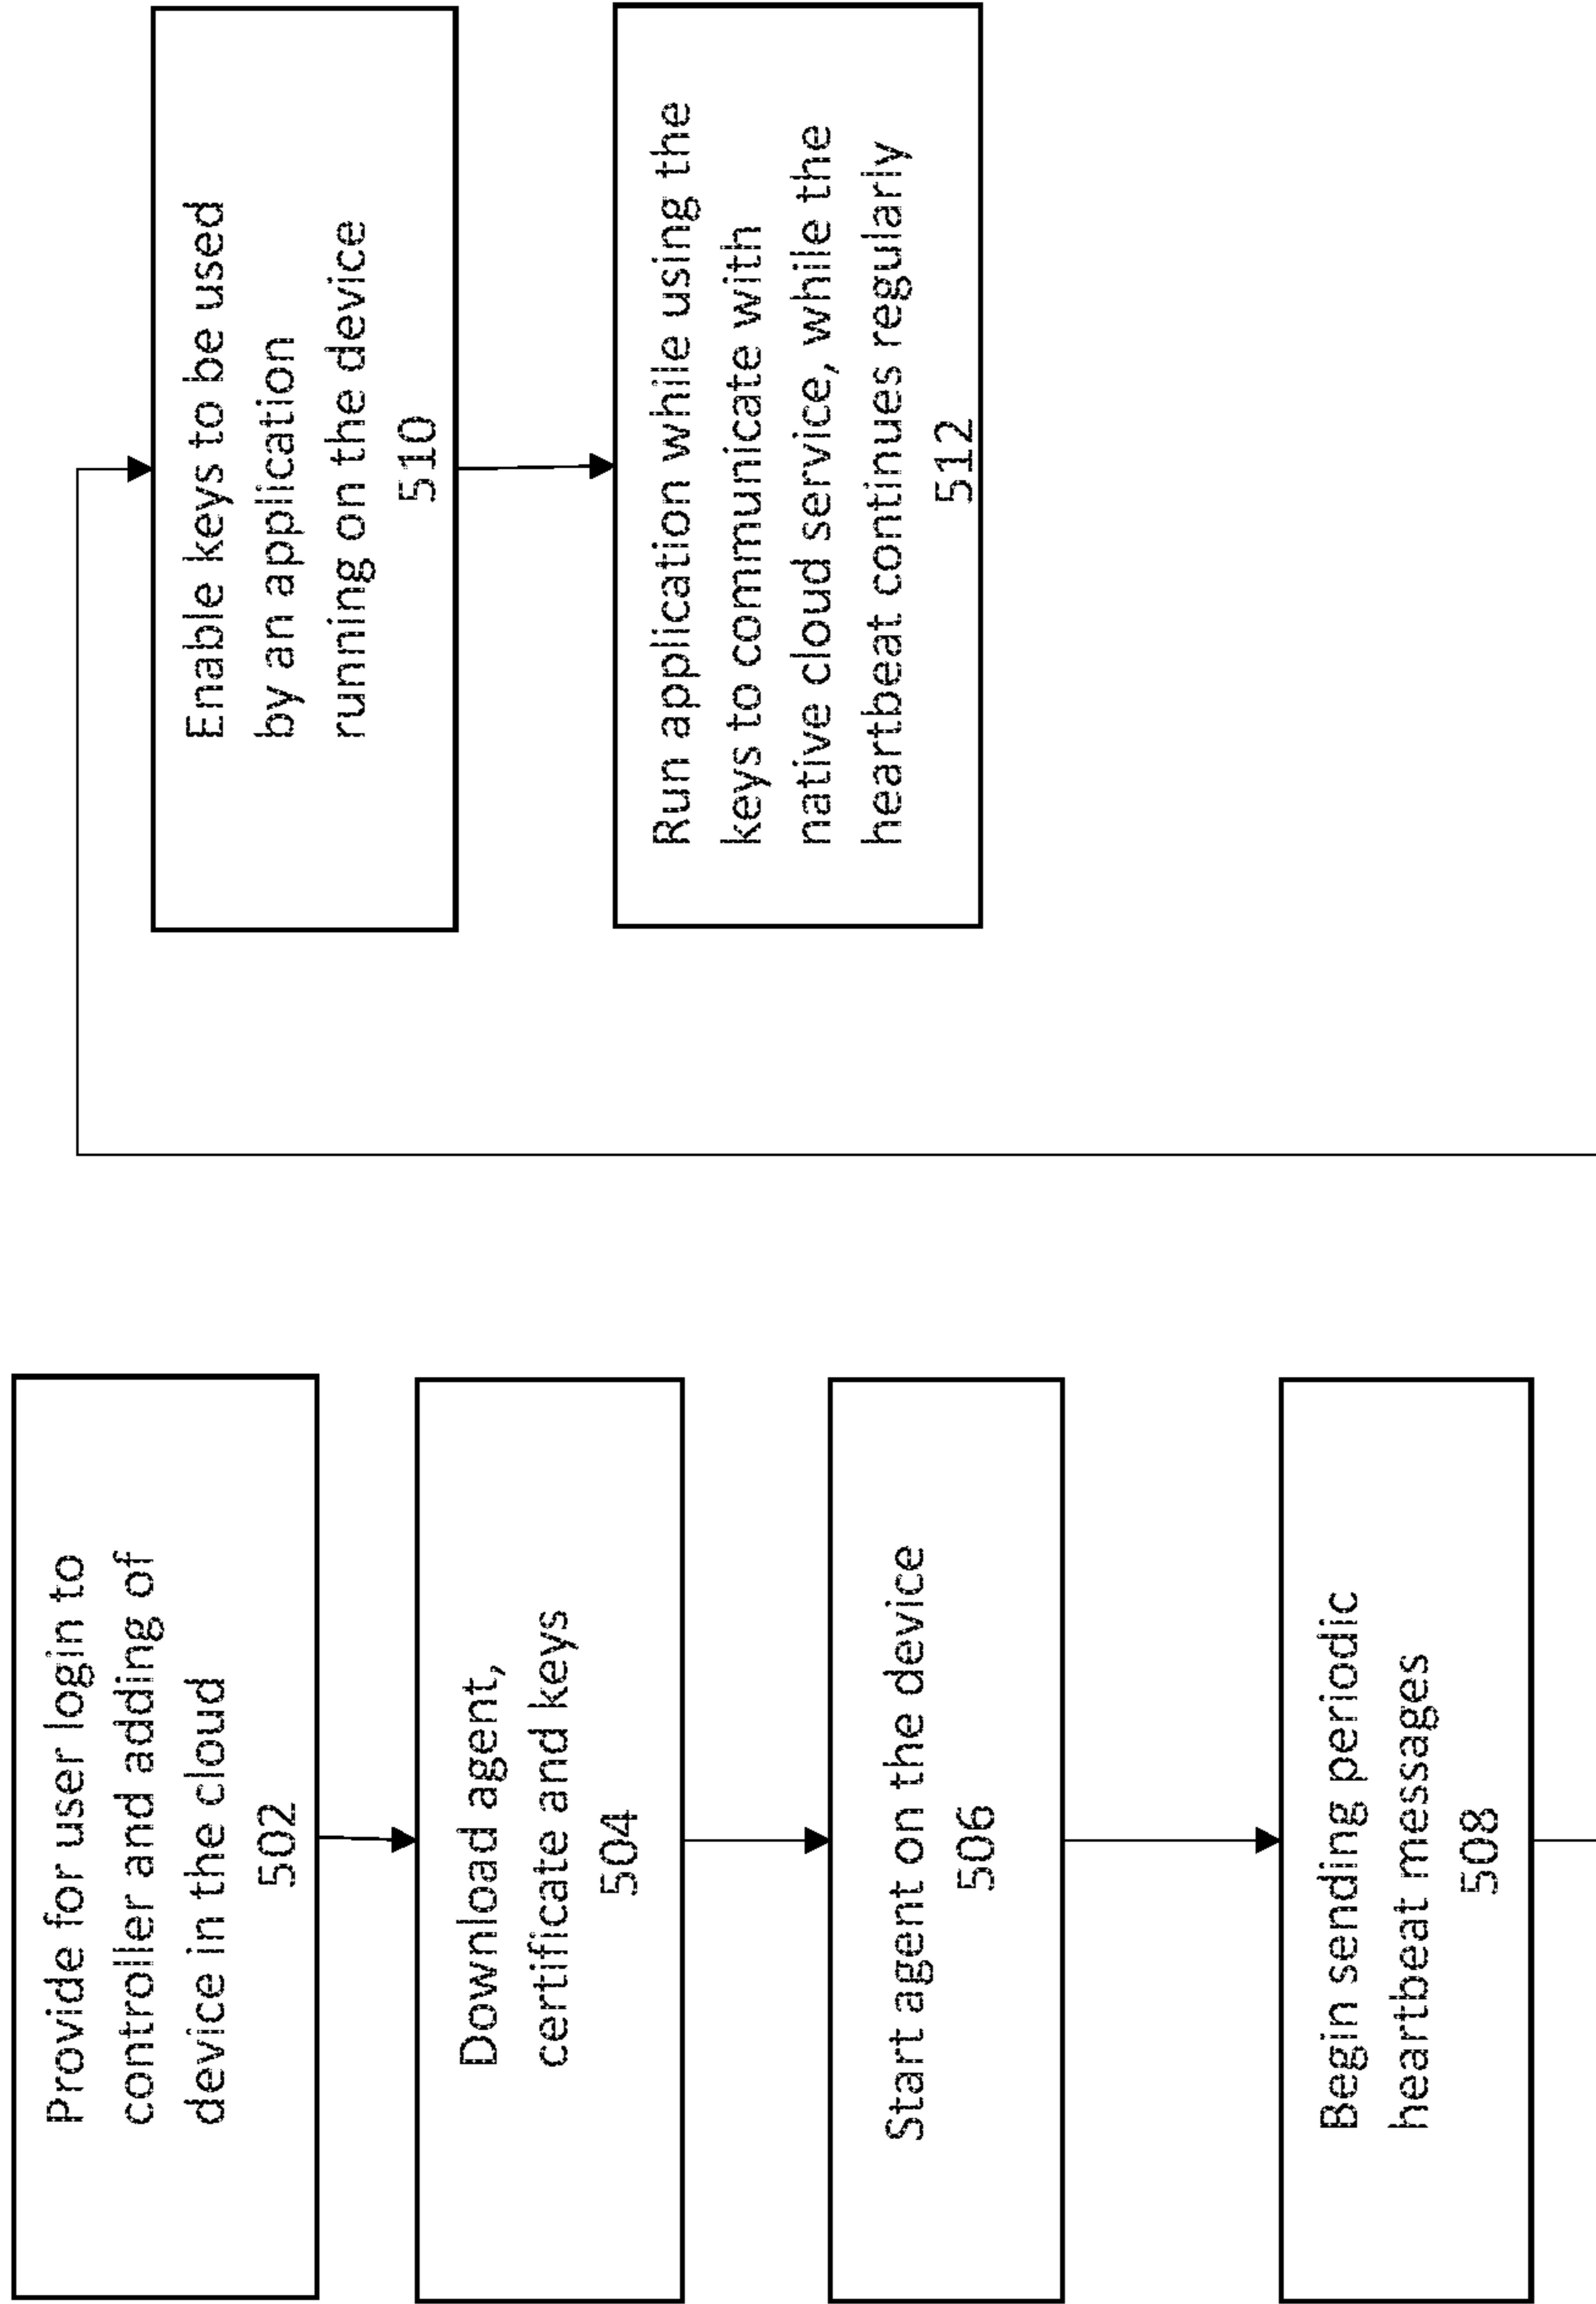 Provide for user login to
controller and adding of
device in the cloud
502
Download agent,
certificate and keys
504
Start agent on the device
506
Begin sending periodic
heartbeat messages
508
Enable keys to be used
by an application
running on the device
510
Run application while using the
keys to communicate with
native cloud service, while the
heartbeat continues regularly
512